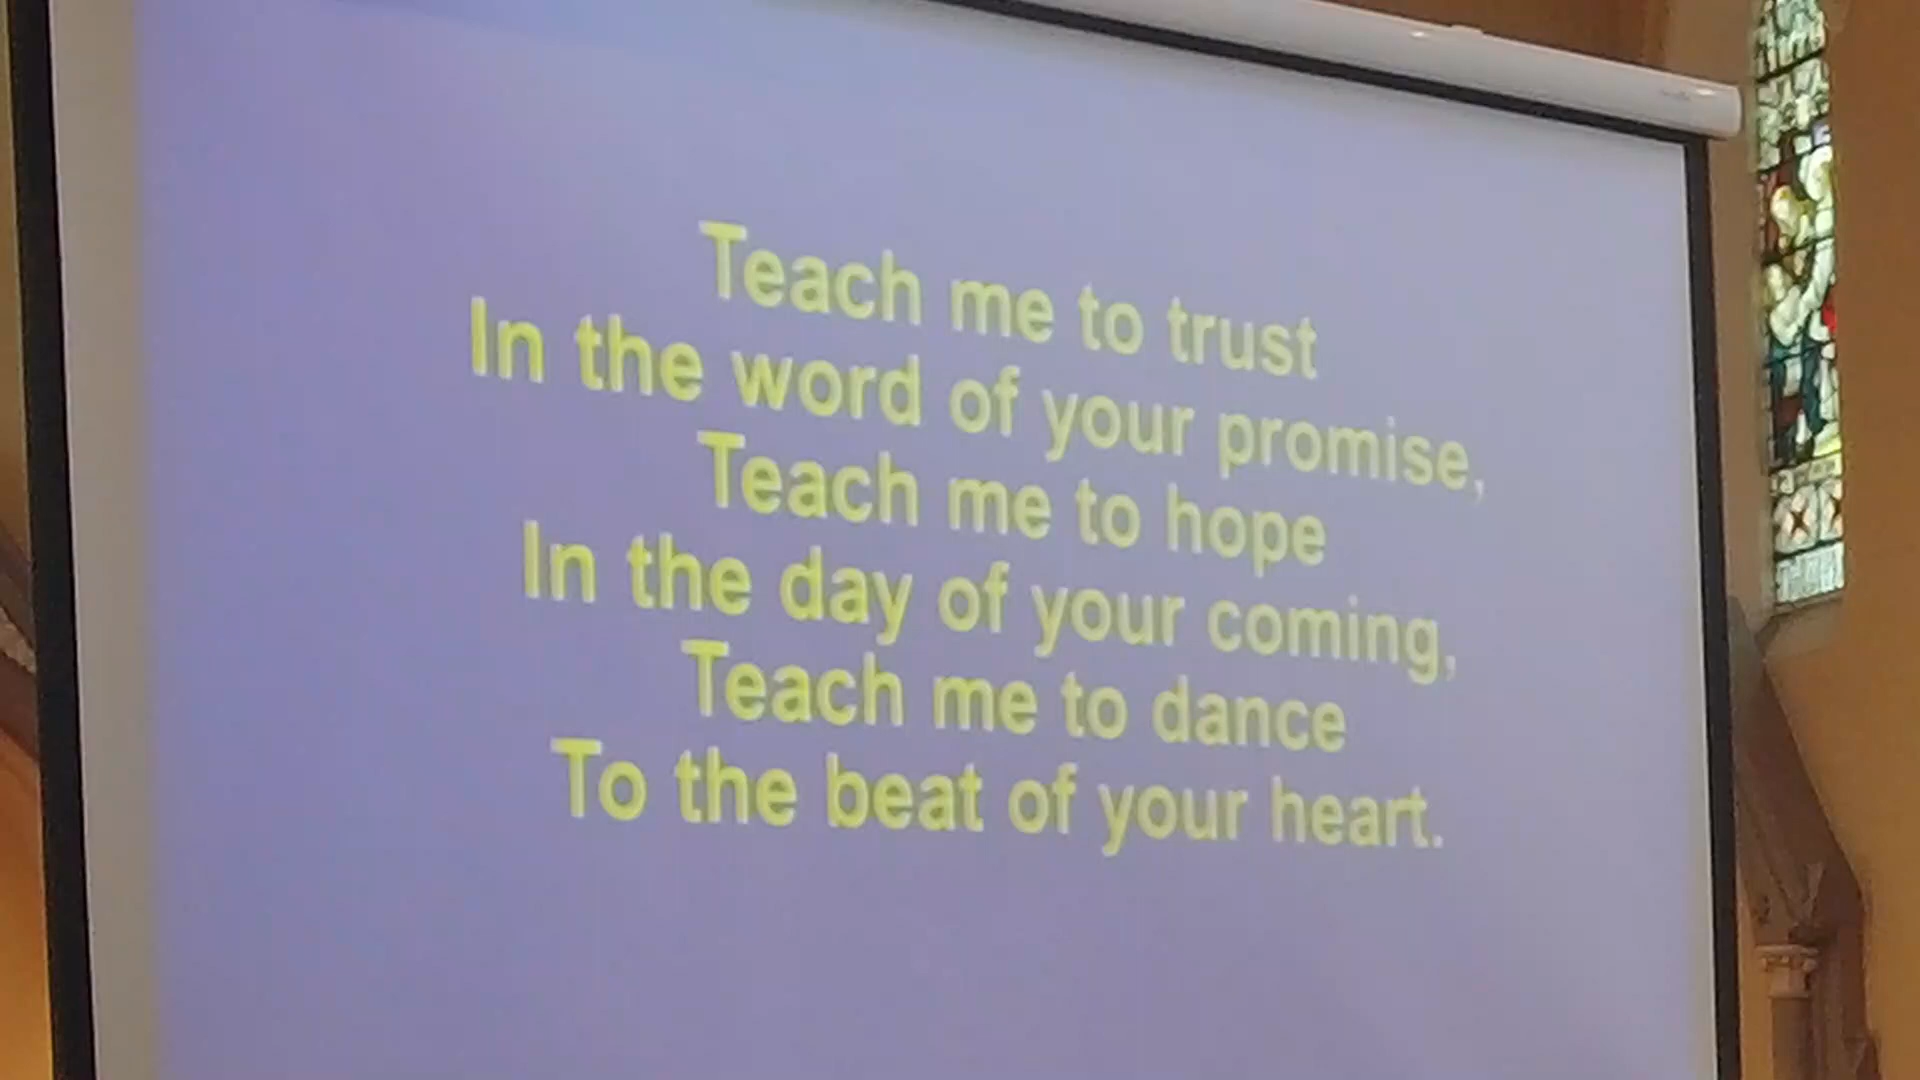 Teach me to trust
In the word of your promise,
Teach me to hope
In the day of your coming,
Teach me to dance
To the beat of your heart.